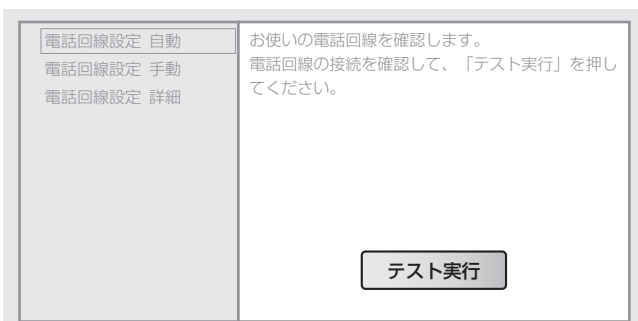 電話回線設定 自動
電話回線設定 手動
電話回線設定 詳細
お使いの電話回線を確認します。
電話回線の接続を確認して、「テスト実行」を押し
てください。
テスト実行